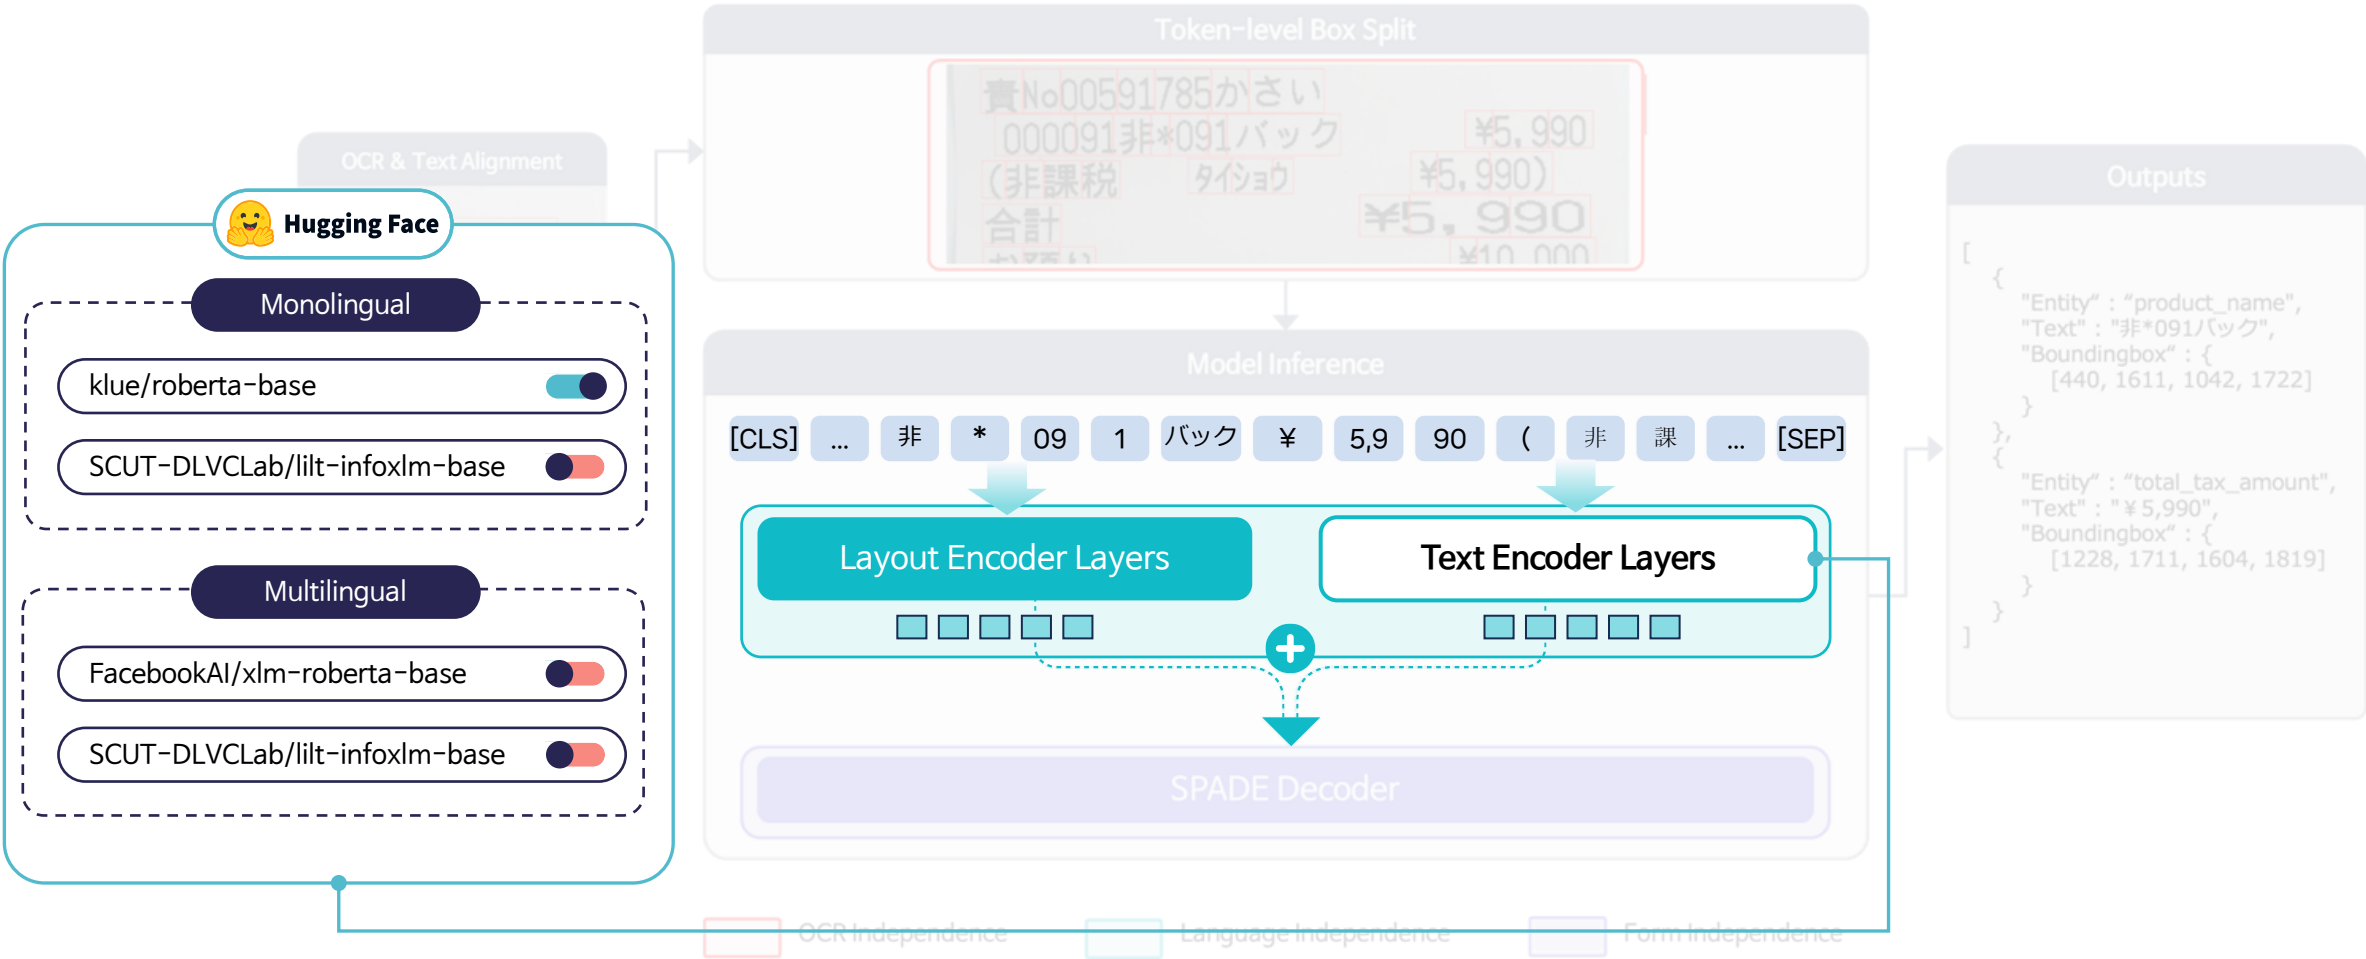 Token-level Box Split
責No00591785かさい
000091非*091バック ¥5,990
(非課税 タイショウ ¥5,990)
合計 ¥5,990
お預り ¥10,000
OCR & Text Alignment
Hugging Face
Monolingual
klue/roberta-base
SCUT-DLVCLab/lilt-infoxlm-base
Multilingual
FacebookAI/xlm-roberta-base
SCUT-DLVCLab/lilt-infoxlm-base
Model Inference
[CLS] ... 非 * 09 1 バック ¥ 5,9 90 ( 非 課 ... [SEP]
Layout Encoder Layers
Text Encoder Layers
SPADE Decoder
Outputs
[
{
"Entity“ : “product_name",
"Text" : "非*091バック",
"Boundingbox“ : {
[440, 1611, 1042, 1722]
}
},
{
"Entity“ : “total_tax_amount",
"Text" : "¥5,990",
"Boundingbox“ : {
[1228, 1711, 1604, 1819]
}
}
]
OCR Independence
Language Independence
Form Independence